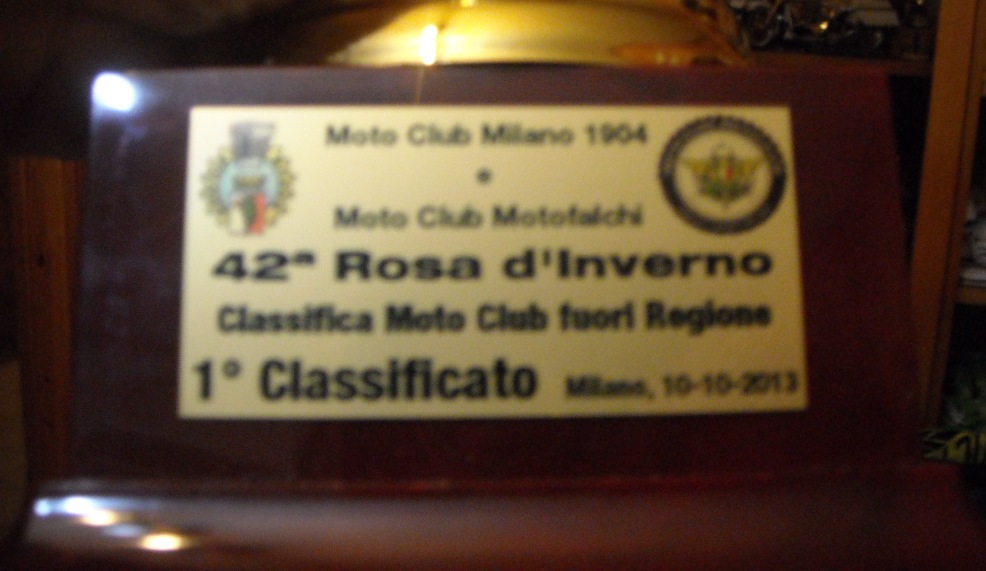 Moto Club Milano 1904
e
Moto Club Motofalchi
42ª Rosa d'Inverno
Classifica Moto Club fuori Regione
1° Classificato Milano, 10-10-2013